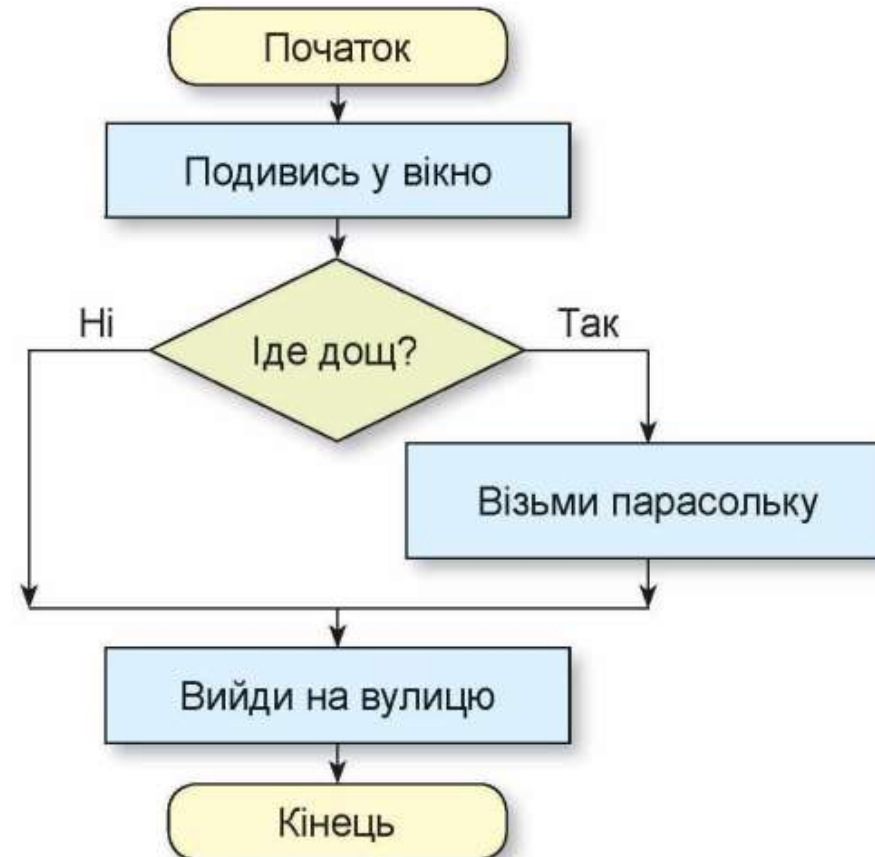 Початок
Подивись у вікно
Ні
Іде дощ?
Так
Візьми парасольку
Вийди на вулицю
Кінець